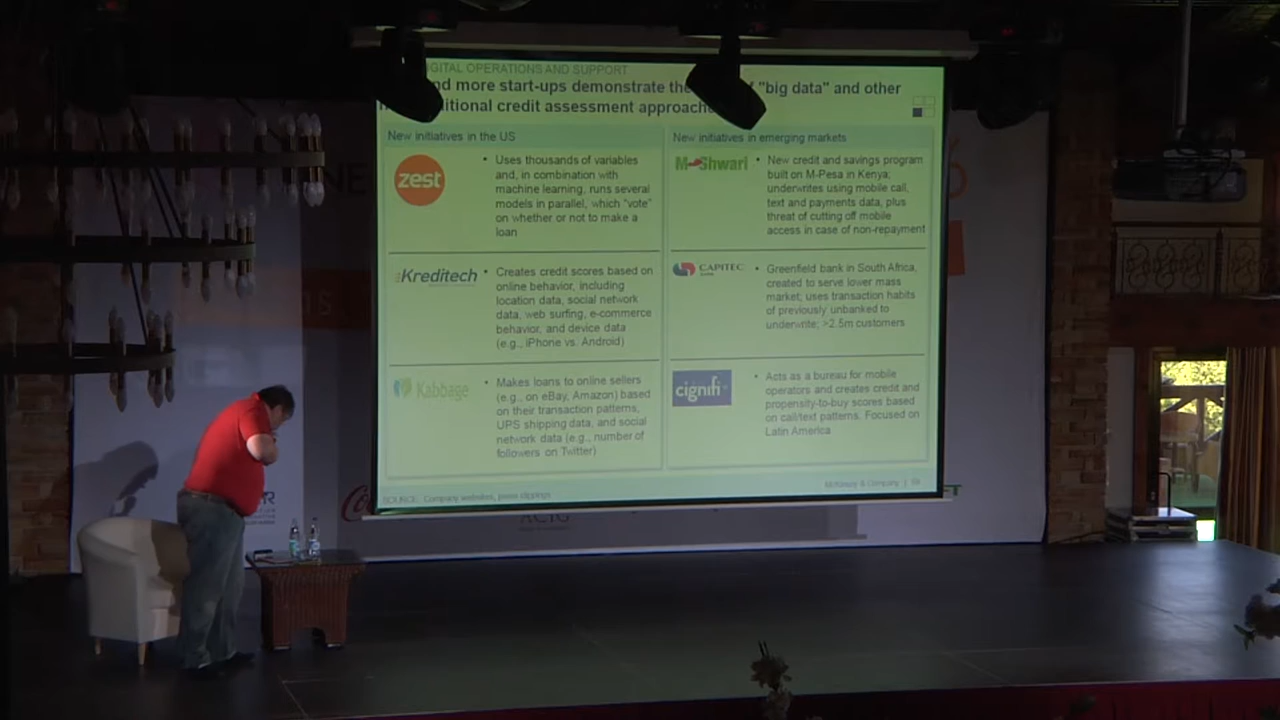 IGITAL OPERATIONS AND SUPPORT
nd more start-ups demonstrate the "big data" and other
itional credit assessment approache
New initiatives in the US
zest
• Uses thousands of variables
and, in combination with
machine learning, runs several
models in parallel, which "vote"
on whether or not to make a
loan
Kreditech
• Creates credit scores based on
online behavior, including
location data, social network
data, web surfing, e-commerce
behavior, and device data
(e.g., iPhone vs. Android)
Kabbage
• Makes loans to online sellers
(e.g., on eBay, Amazon) based
on their transaction patterns,
UPS shipping data, and social
network data (e.g., number of
followers on Twitter)
New initiatives in emerging markets
M-Shwari
• New credit and savings program
built on M-Pesa in Kenya;
underwrites using mobile call,
text and payments data, plus
threat of cutting off mobile
access in case of non-repayment
CAPITEC
• Greenfield bank in South Africa,
created to serve lower mass
market; uses transaction habits
of previously unbanked to
underwrite; >2.5m customers
cignifi
• Acts as a bureau for mobile
operators and creates credit and
propensity-to-buy scores based
on call/text patterns. Focused on
Latin America
SOURCE: Company websites, press clippings
McKinsey & Company |
ACIG